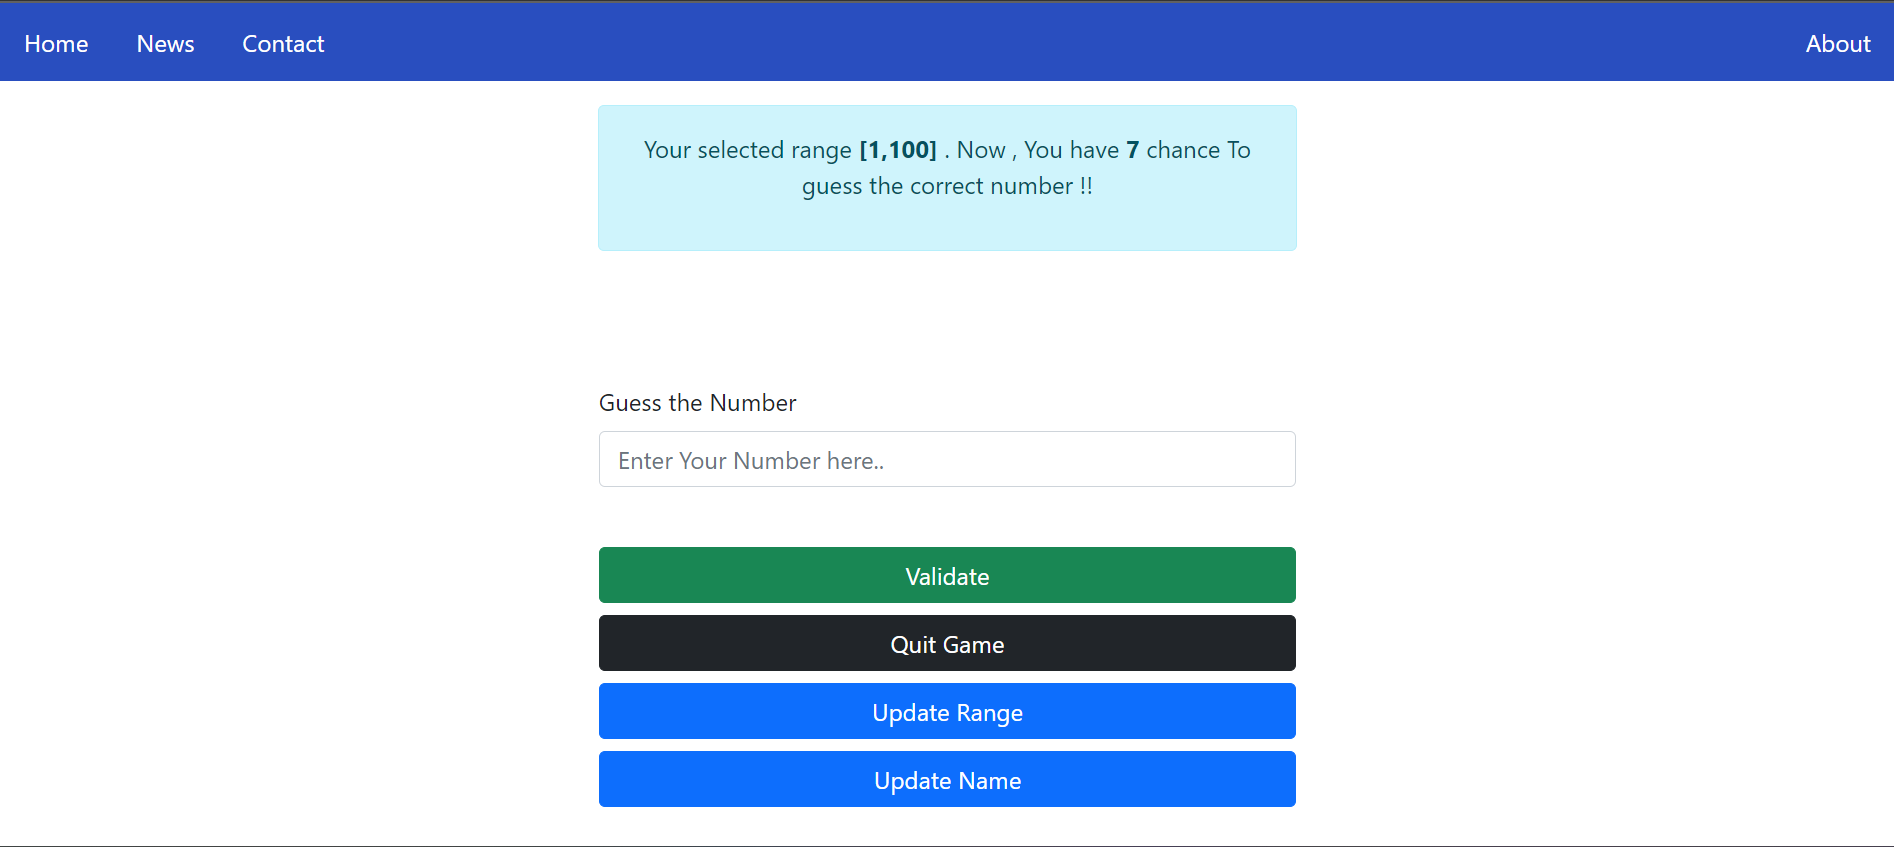 Home News Contact About
Your selected range [1,100] . Now , You have 7 chance To
guess the correct number !!
Guess the Number
Enter Your Number here..
Validate
Quit Game
Update Range
Update Name